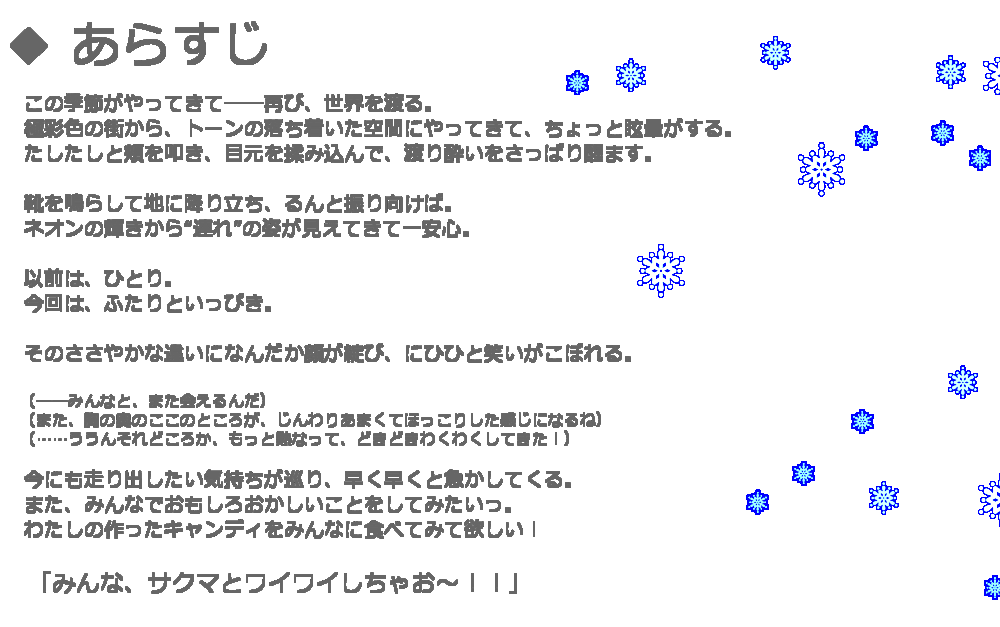 ◆ あらすじ
この季節がやってきて――再び、世界を渡る。
極彩色の街から、トーンの落ち着いた空間にやってきて、ちょっと眩暈がする。
たしたしと頬を叩き、目元を揉み込んで、渡り酔いをさっぱり醒ます。
靴を鳴らして地に降り立ち、るんと振り向けば。
ネオンの輝きから“連れ”の姿が見えてきて一安心。
以前は、ひとり。
今回は、ふたりといっぴき。
そのささやかな違いになんだか顔が綻び、にひひと笑いがこぼれる。
（――みんなと、また会えるんだ）
（また、胸の奥のここのところが、じんわりあまくてほっこりした感じになるね）
（……ううんそれどころか、もっと熱なって、どきどきわくわくしてきた！）
今にも走り出したい気持ちが巡り、早く早くと急かしてくる。
また、みんなでおもしろおかしいことをしてみたいっ。
わたしの作ったキャンディをみんなに食べてみて欲しい！
「みんな、サクマとワイワイしちゃお～！！」